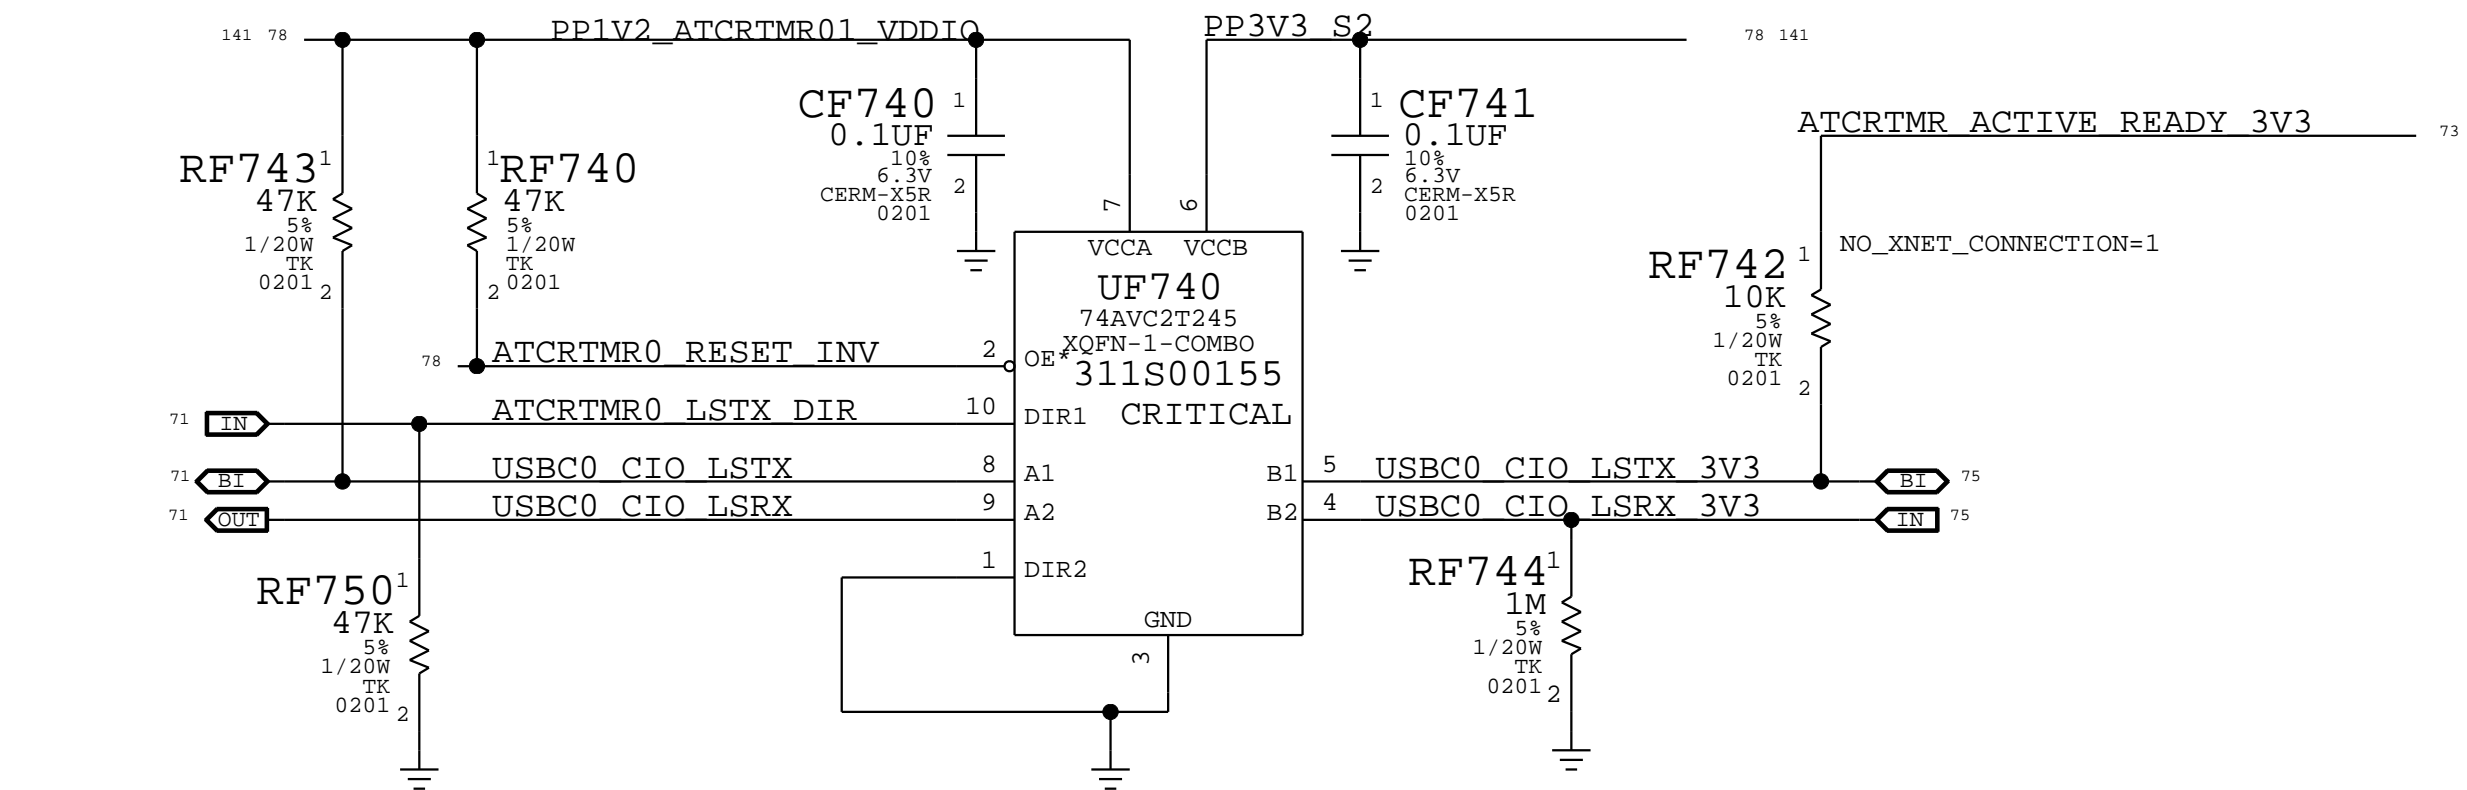 141 78
PP1V2_ATCRTMR01_VDDIO
PP3V3_S2
78 141
CF740
1
0.1UF
10%
6.3V
CERM-X5R
0201
2
1
CF741
0.1UF
10%
6.3V
CERM-X5R
0201
2
ATCRTMR_ACTIVE_READY_3V3
73
RF743
1
47K
5%
1/20W
TK
0201
2
1
RF740
47K
5%
1/20W
TK
0201
2
7
6
VCCA
VCCB
UF740
74AVC2T245
XQFN-1-COMBO
311S00155
CRITICAL
NO_XNET_CONNECTION=1
RF742
1
10K
5%
1/20W
TK
0201
2
78
ATCRTMR0_RESET_INV
2
OE*
71
IN
ATCRTMR0_LSTX_DIR
10
DIR1
71
BI
USBC0_CIO_LSTX
8
A1
B1
5
USBC0_CIO_LSTX_3V3
BI
75
71
OUT
USBC0_CIO_LSRX
9
A2
B2
4
USBC0_CIO_LSRX_3V3
IN
75
1
DIR2
GND
3
RF750
1
47K
5%
1/20W
TK
0201
2
RF744
1
1M
5%
1/20W
TK
0201
2